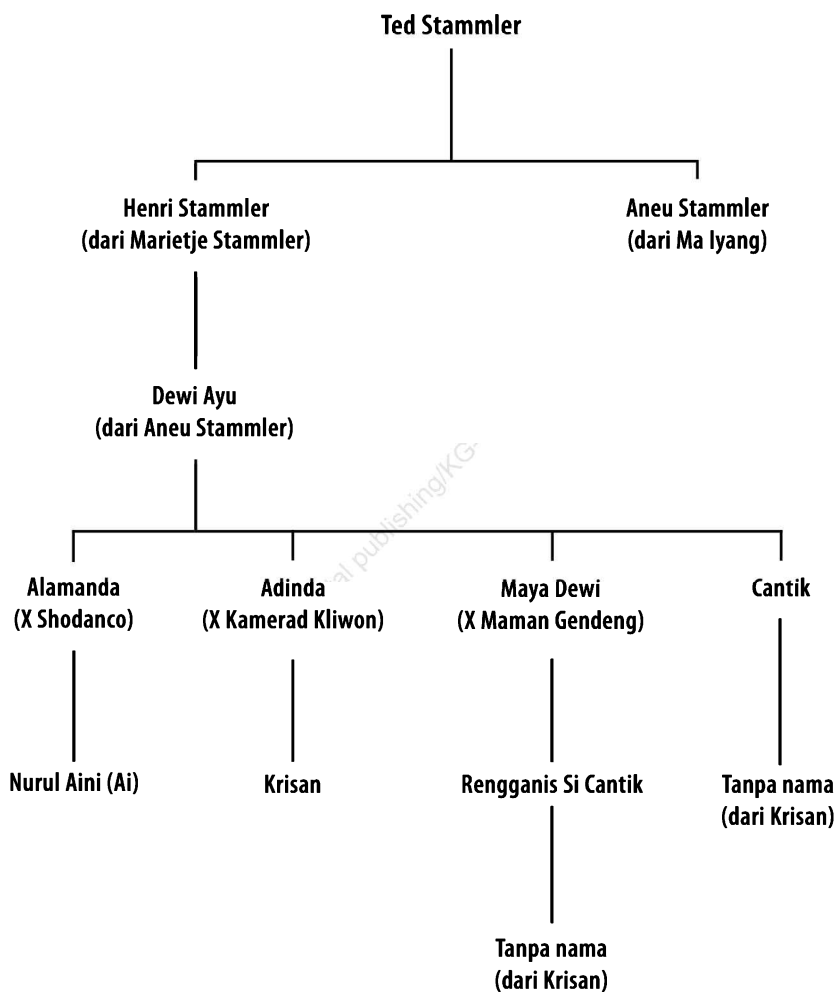 Ted Stammler
Henri Stammler
(dari Marietje Stammler)
Aneu Stammler
(dari Ma Iyang)
Dewi Ayu
(dari Aneu Stammler)
Alamanda
(X Shodanco)
Adinda
(X Kamerad Kliwon)
Maya Dewi
(X Maman Gendeng)
Cantik
Nurul Aini (Ai)
Krisan
Rengganis Si Cantik
Tanpa nama
(dari Krisan)
Tanpa nama
(dari Krisan)
publishing/KG-